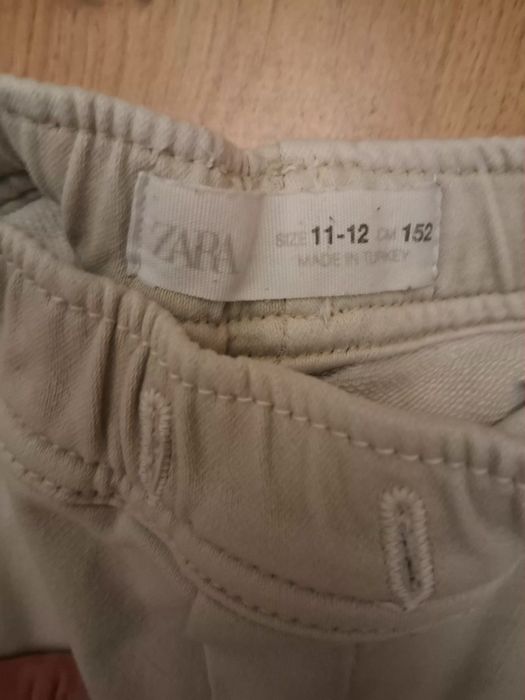 ZARA
SIZE 11-12 CM 152
MADE IN TURKEY